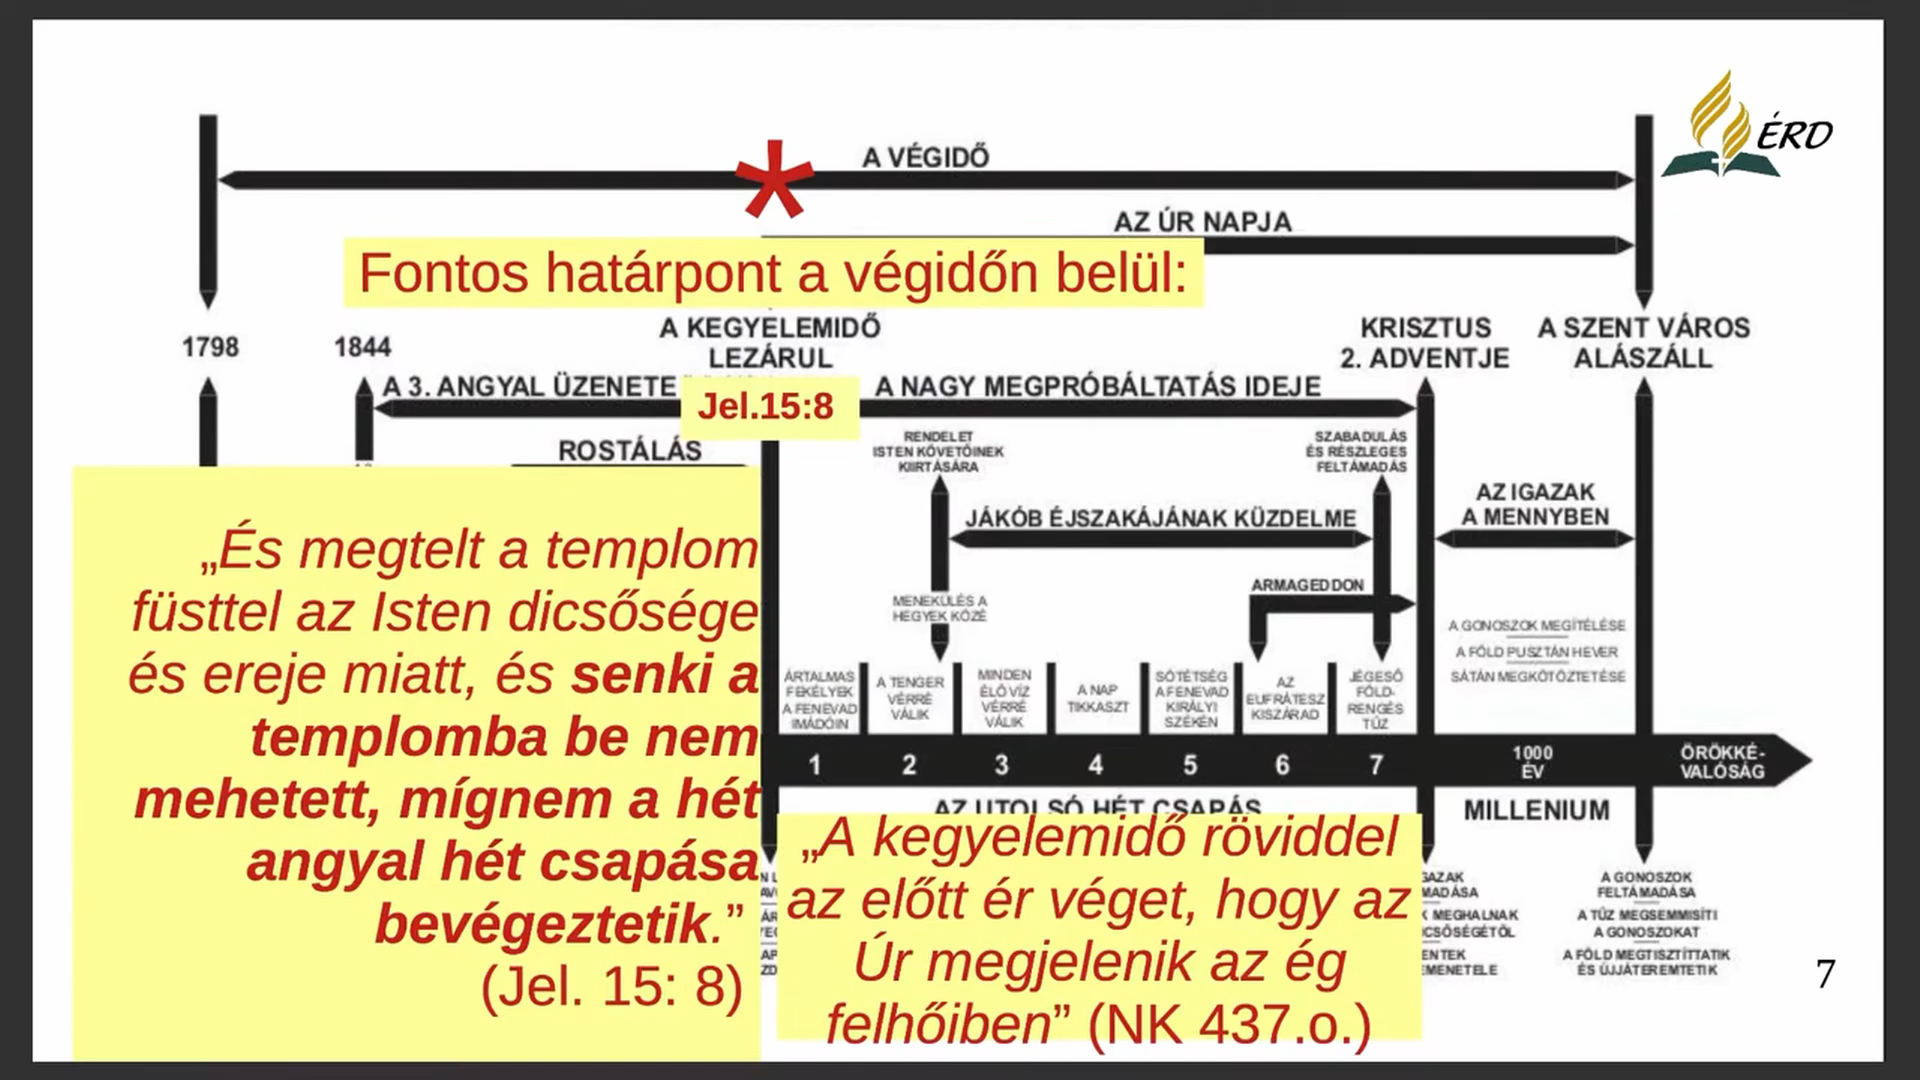 ÉRD
A VÉGIDŐ
AZ ÚR NAPJA
Fontos határpont a végidőn belül:
1798
1844
A KEGYELEMIDŐ
LEZÁRUL
KRISZTUS
2. ADVENTJE
A SZENT VÁROS
ALÁSZÁLL
A 3. ANGYAL ÜZENETE
Jel.15:8
A NAGY MEGPRÓBÁLTATÁS IDEJE
ROSTÁLÁS
RENDELET
ISTEN KÖVETŐINEK
KIIRTÁSÁRA
SZABADULÁS
ÉS RÉSZLEGES
FELTÁMADÁS
JÁKÓB ÉJSZAKÁJÁNAK KÜZDELME
AZ IGAZAK
A MENNYBEN
ARMAGEDDON
MENEKÜLÉS A
HEGYEK KÖZÉ
A GONOSZOK MEGÍTÉLÉSE
A FÖLD PUSZTÁN HEVER
SÁTÁN MEGKÖTÖZTETÉSE
„És megtelt a templom
füsttel az Isten dicsősége
és ereje miatt, és senki a
templomba be nem
mehetett, mígnem a hét
angyal hét csapása
bevégeztetik.”
(Jel. 15: 8)
ÁRTALMAS
FEKÉLYEK
A FENEVAD
IMÁDÓIN
A TENGER
VÉRRÉ
VÁLIK
MINDEN
ÉLŐ VÍZ
VÉRRÉ
VÁLIK
A NAP
TIKKASZT
SÖTÉTSÉG
A FENEVAD
KIRÁLYI
SZÉKÉN
AZ
EUFRÁTESZ
KISZÁRAD
JÉGESŐ
FÖLD-
RENGÉS
TŰZ
1 2 3 4 5 6 7
1000
ÉV
ÖRÖKKÉ-
VALÓSÁG
AZ UTOLSÓ HÉT CSAPÁS
MILLENIUM
„A kegyelemidő röviddel
az előtt ér véget, hogy az
Úr megjelenik az ég
felhőiben” (NK 437.o.)
A GONOSZOK
FELTÁMADÁSA
A TŰZ MEGSEMMISÍTI
A GONOSZOKAT
A FÖLD MEGTISZTÍTTATIK
ÉS ÚJJÁTEREMTETIK
MEGHALNAK
7